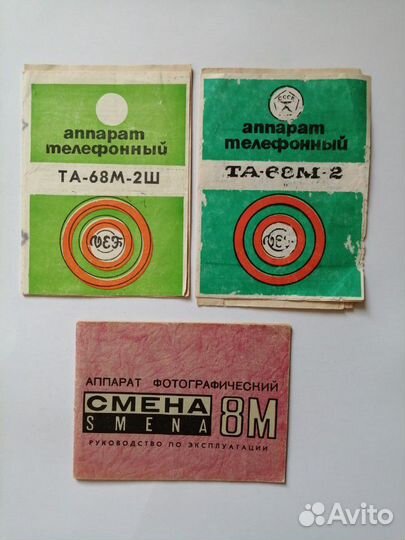 аппарат
телефонный
ТА-68М-2Ш
VEF
СССР
аппарат
телефонный
ТА-68М-2
VEF
АППАРАТ ФОТОГРАФИЧЕСКИЙ
СМЕНА
SMENA
8М
РУКОВОДСТВО ПО ЭКСПЛУАТАЦИИ
Avito